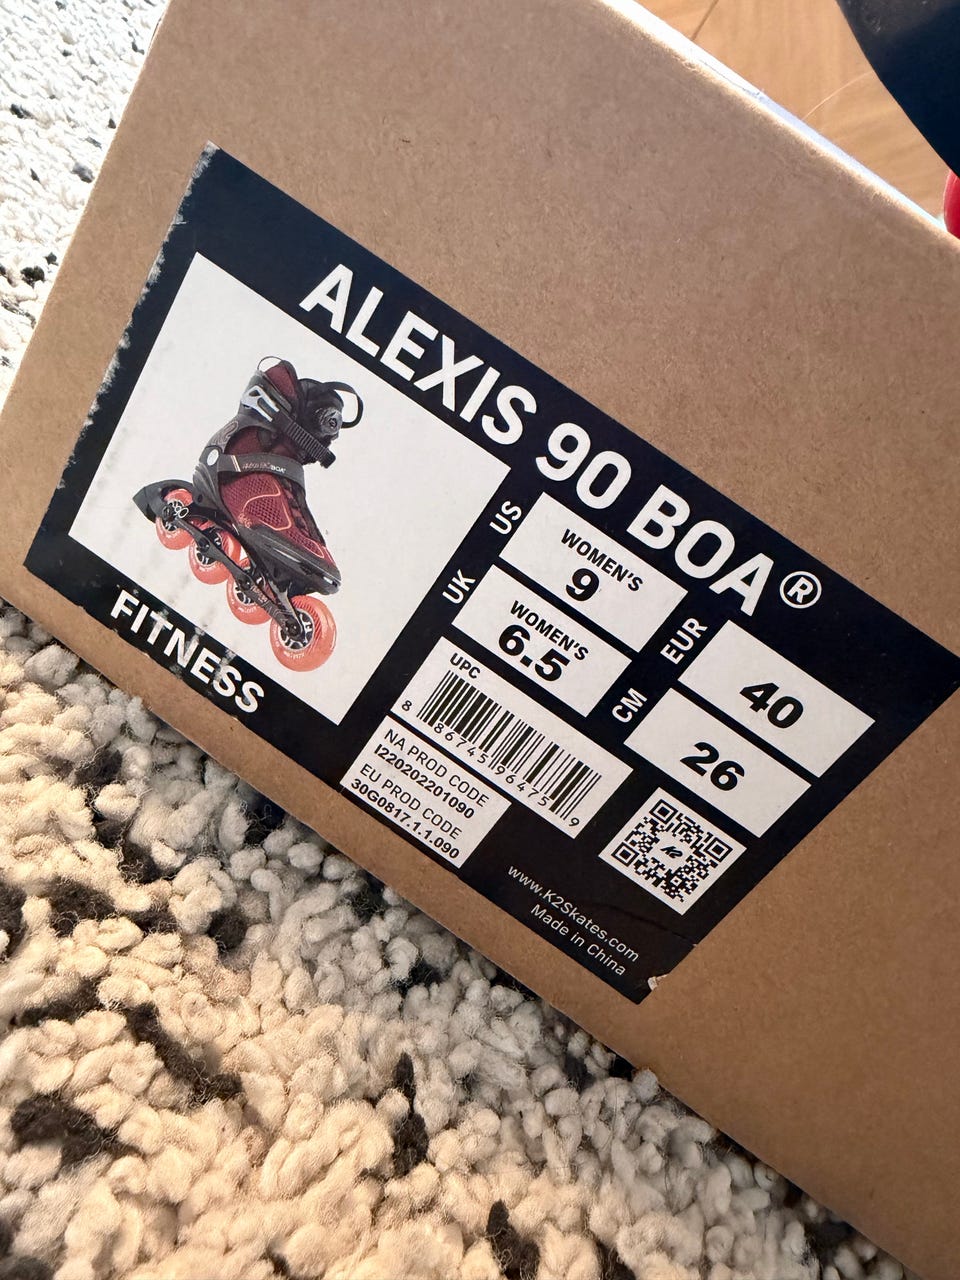 ALEXIS 90 BOA®
FITNESS
US
WOMEN'S
9
UK
WOMEN'S
6.5
EUR
40
CM
26
UPC
8 86745 96475 9
NA PROD CODE
I220202201090
EU PROD CODE
30G0817.1.1.090
K2
www.K2Skates.com
Made in China